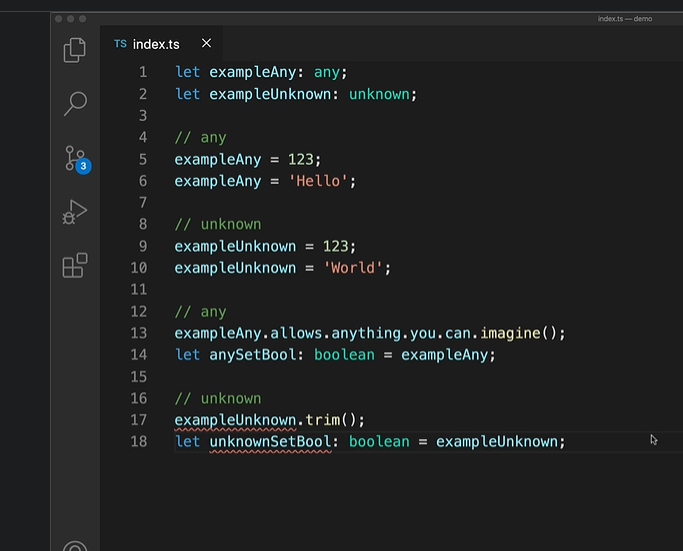 index.ts — demo
TS index.ts ×
1 let exampleAny: any;
2 let exampleUnknown: unknown;
3
4 // any
5 exampleAny = 123;
6 exampleAny = 'Hello';
7
8 // unknown
9 exampleUnknown = 123;
10 exampleUnknown = 'World';
11
12 // any
13 exampleAny.allows.anything.you.can.imagine();
14 let anySetBool: boolean = exampleAny;
15
16 // unknown
17 exampleUnknown.trim();
18 let unknownSetBool: boolean = exampleUnknown;
3